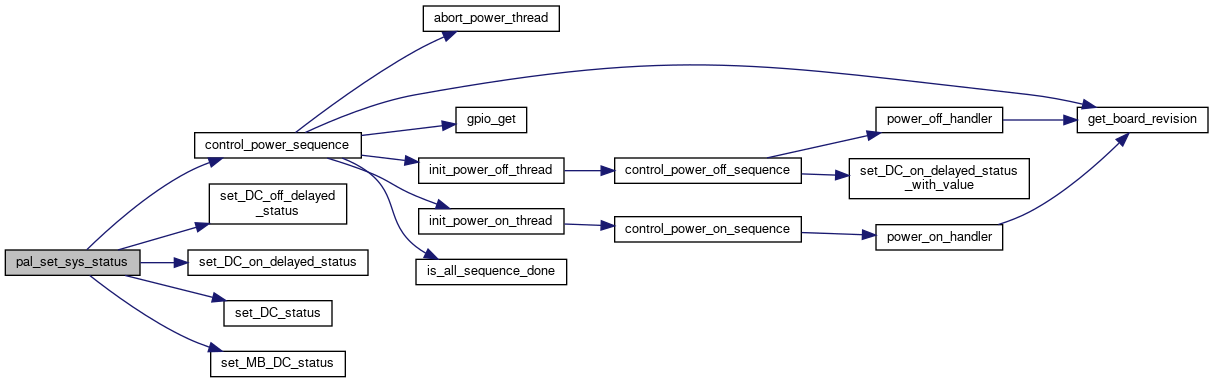 abort_power_thread
gpio_get
power_off_handler
get_board_revision
control_power_sequence
init_power_off_thread
control_power_off_sequence
set_DC_on_delayed_status
_with_value
set_DC_off_delayed
_status
init_power_on_thread
control_power_on_sequence
power_on_handler
pal_set_sys_status
set_DC_on_delayed_status
is_all_sequence_done
set_DC_status
set_MB_DC_status